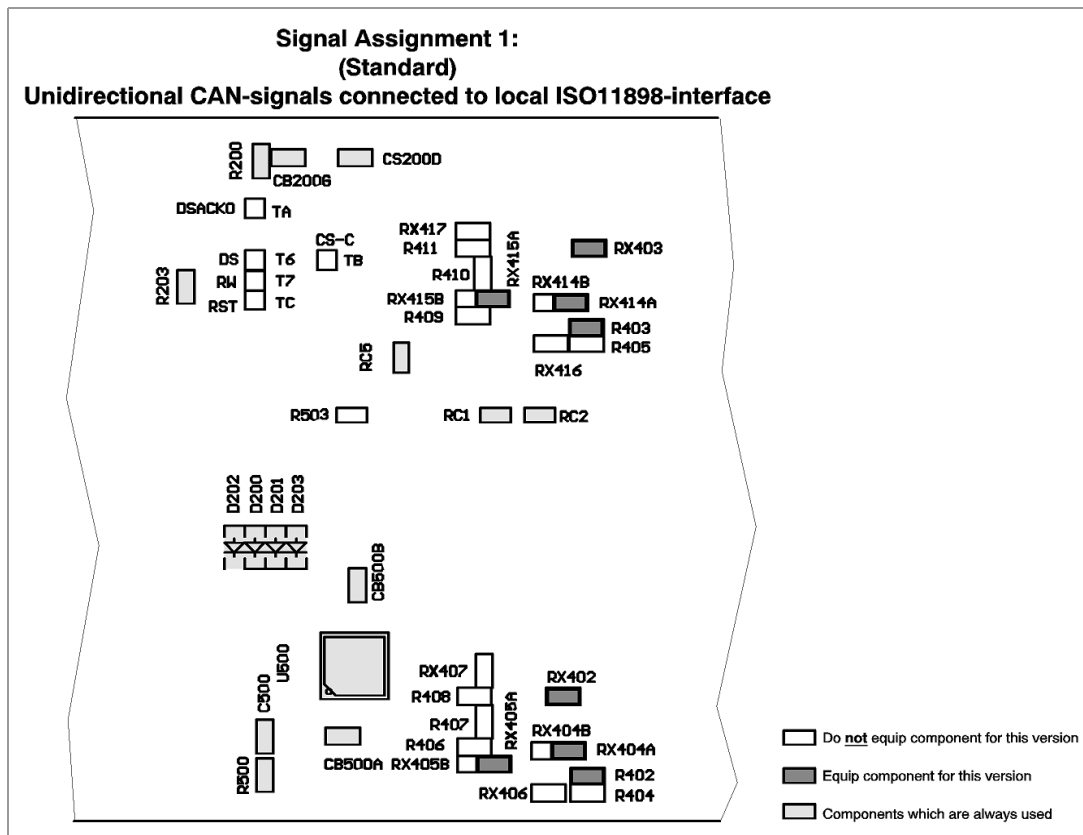 Signal Assignment 1:
(Standard)
Unidirectional CAN-signals connected to local ISO11898-interface
R200
CB200G
CS200D
DSACK0
TA
CS-C
TB
DS
T6
RW
T7
RST
TC
R203
RX417
R411
R410
RX415A
RX415B
R409
RX403
RX414B
RX414A
R403
R405
RX416
RC5
R503
RC1
RC2
D202
D200
D201
D203
CB500B
U500
C500
R500
CB500A
RX407
R408
R407
RX405A
R406
RX405B
RX402
RX404B
RX404A
R402
RX406
R404
Do not equip component for this version
Equip component for this version
Components which are always used